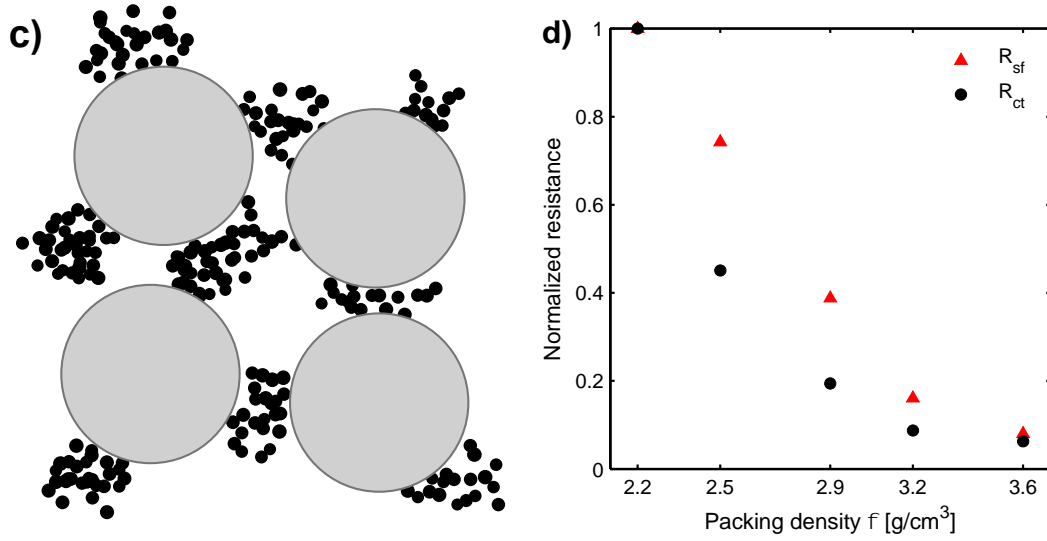 c)
d)
1
0.8
0.6
0.4
0.2
0
2.2 2.5 2.9 3.2 3.6
Normalized resistance
Packing density f [g/cm³]
R_sf
R_ct